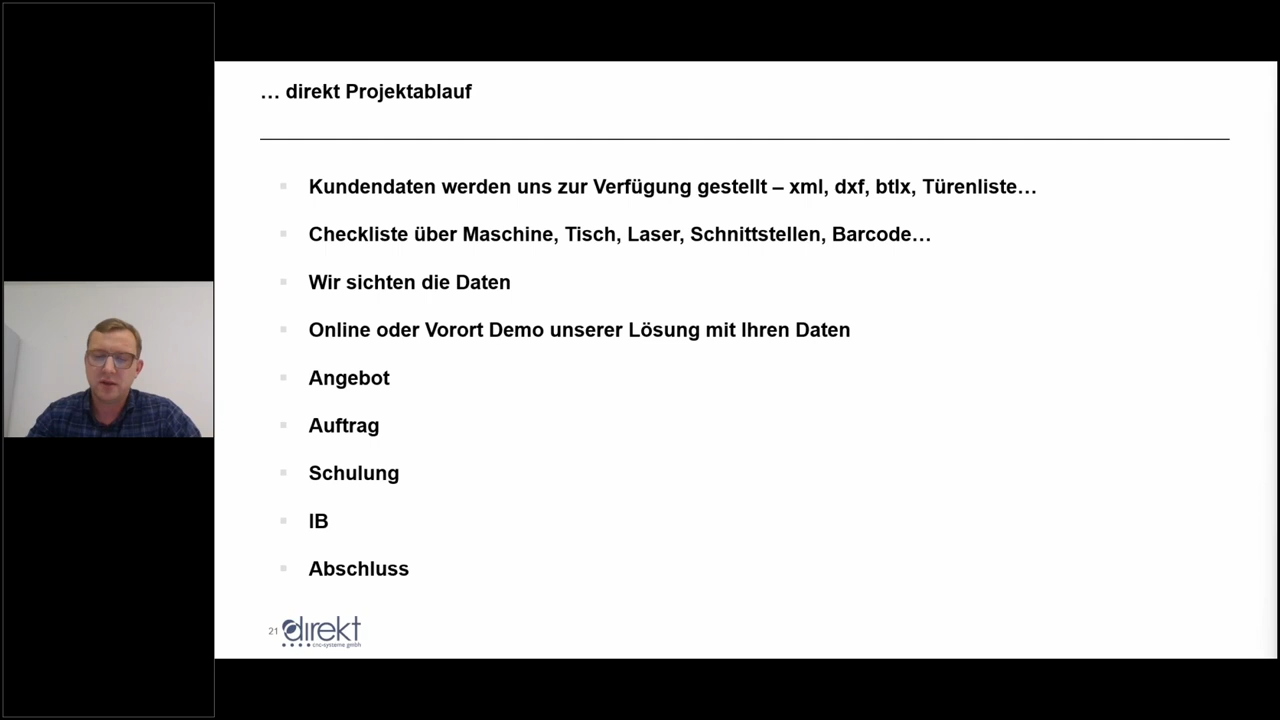 ... direkt Projektablauf
Kundendaten werden uns zur Verfügung gestellt – xml, dxf, btlx, Türenliste...
Checkliste über Maschine, Tisch, Laser, Schnittstellen, Barcode...
Wir sichten die Daten
Online oder Vorort Demo unserer Lösung mit Ihren Daten
Angebot
Auftrag
Schulung
IB
Abschluss
21
direkt
cnc-systeme gmbh